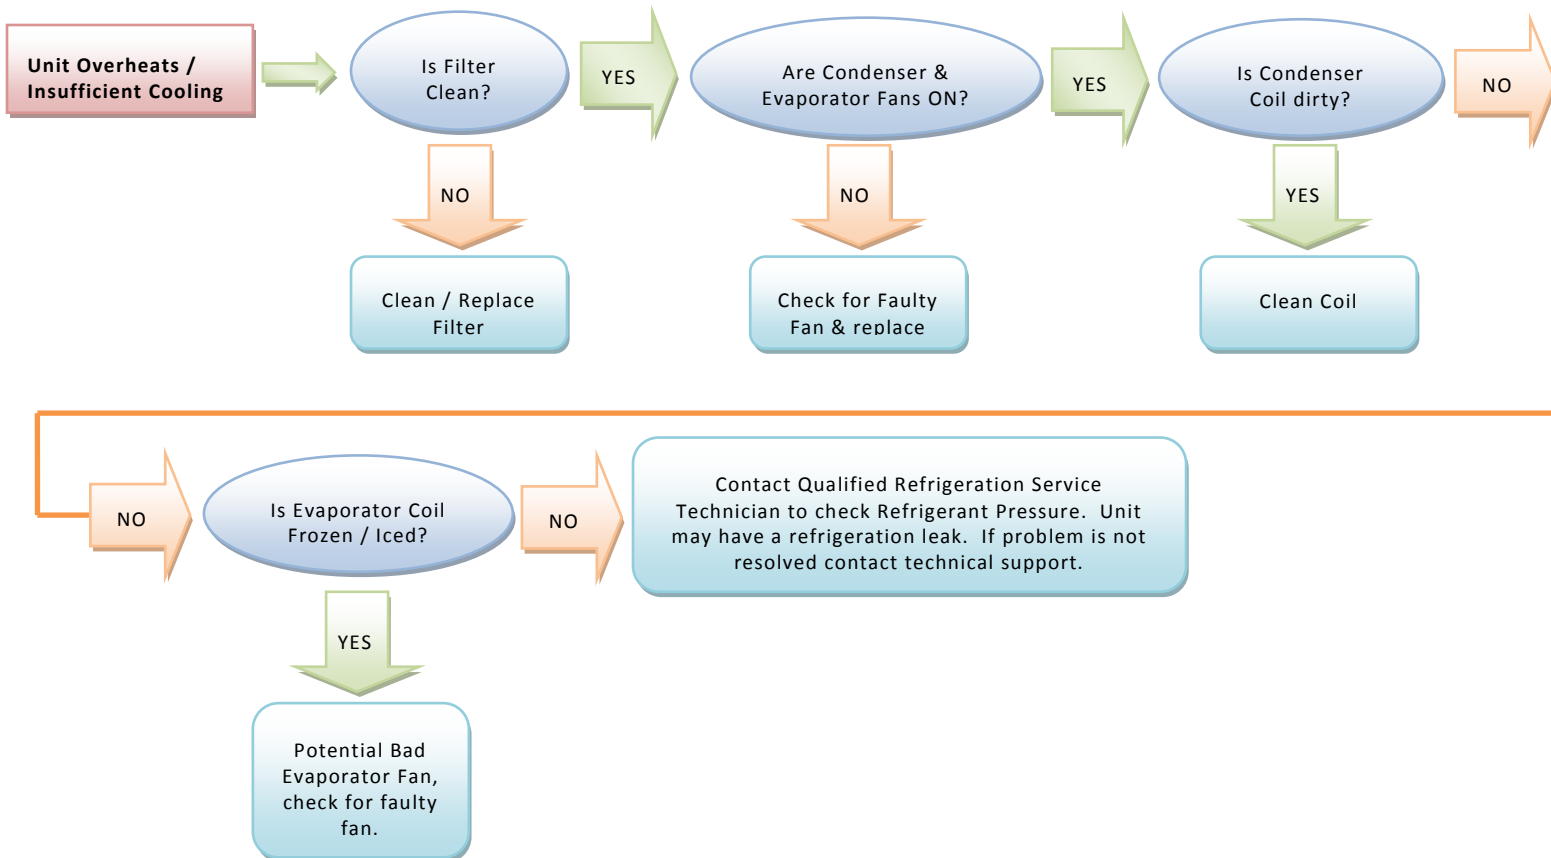 Unit Overheats /
Insufficient Cooling
Is Filter
Clean?
YES
Are Condenser &
Evaporator Fans ON?
YES
Is Condenser
Coil dirty?
NO
NO
NO
YES
Clean / Replace
Filter
Check for Faulty
Fan & replace
Clean Coil
NO
Is Evaporator Coil
Frozen / Iced?
NO
Contact Qualified Refrigeration Service
Technician to check Refrigerant Pressure.  Unit
may have a refrigeration leak.  If problem is not
resolved contact technical support.
YES
Potential Bad
Evaporator Fan,
check for faulty
fan.